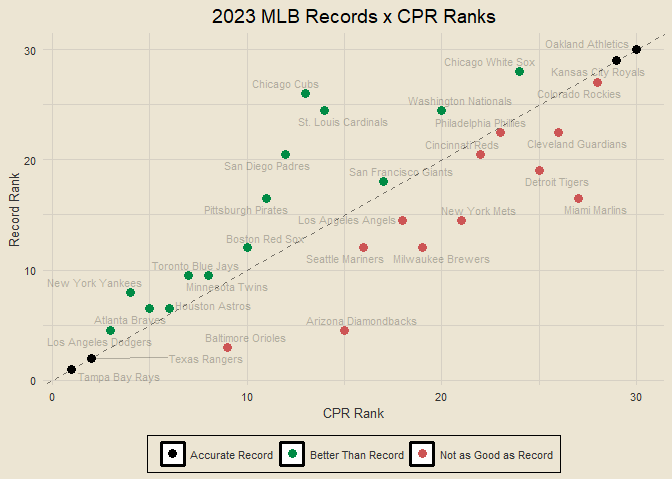 2023 MLB Records x CPR Ranks
Oakland Athletics
Chicago White Sox
Kansas City Royals
Chicago Cubs
Colorado Rockies
Washington Nationals
St. Louis Cardinals
Philadelphia Phillies
Cincinnati Reds
Cleveland Guardians
San Diego Padres
San Francisco Giants
Detroit Tigers
Pittsburgh Pirates
Los Angeles Angels
New York Mets
Miami Marlins
Boston Red Sox
Seattle Mariners
Milwaukee Brewers
Toronto Blue Jays
New York Yankees
Minnesota Twins
Houston Astros
Atlanta Braves
Arizona Diamondbacks
Los Angeles Dodgers
Baltimore Orioles
Texas Rangers
Tampa Bay Rays
30
20
10
0
Record Rank
0 10 20 30
CPR Rank
Accurate Record Better Than Record Not as Good as Record